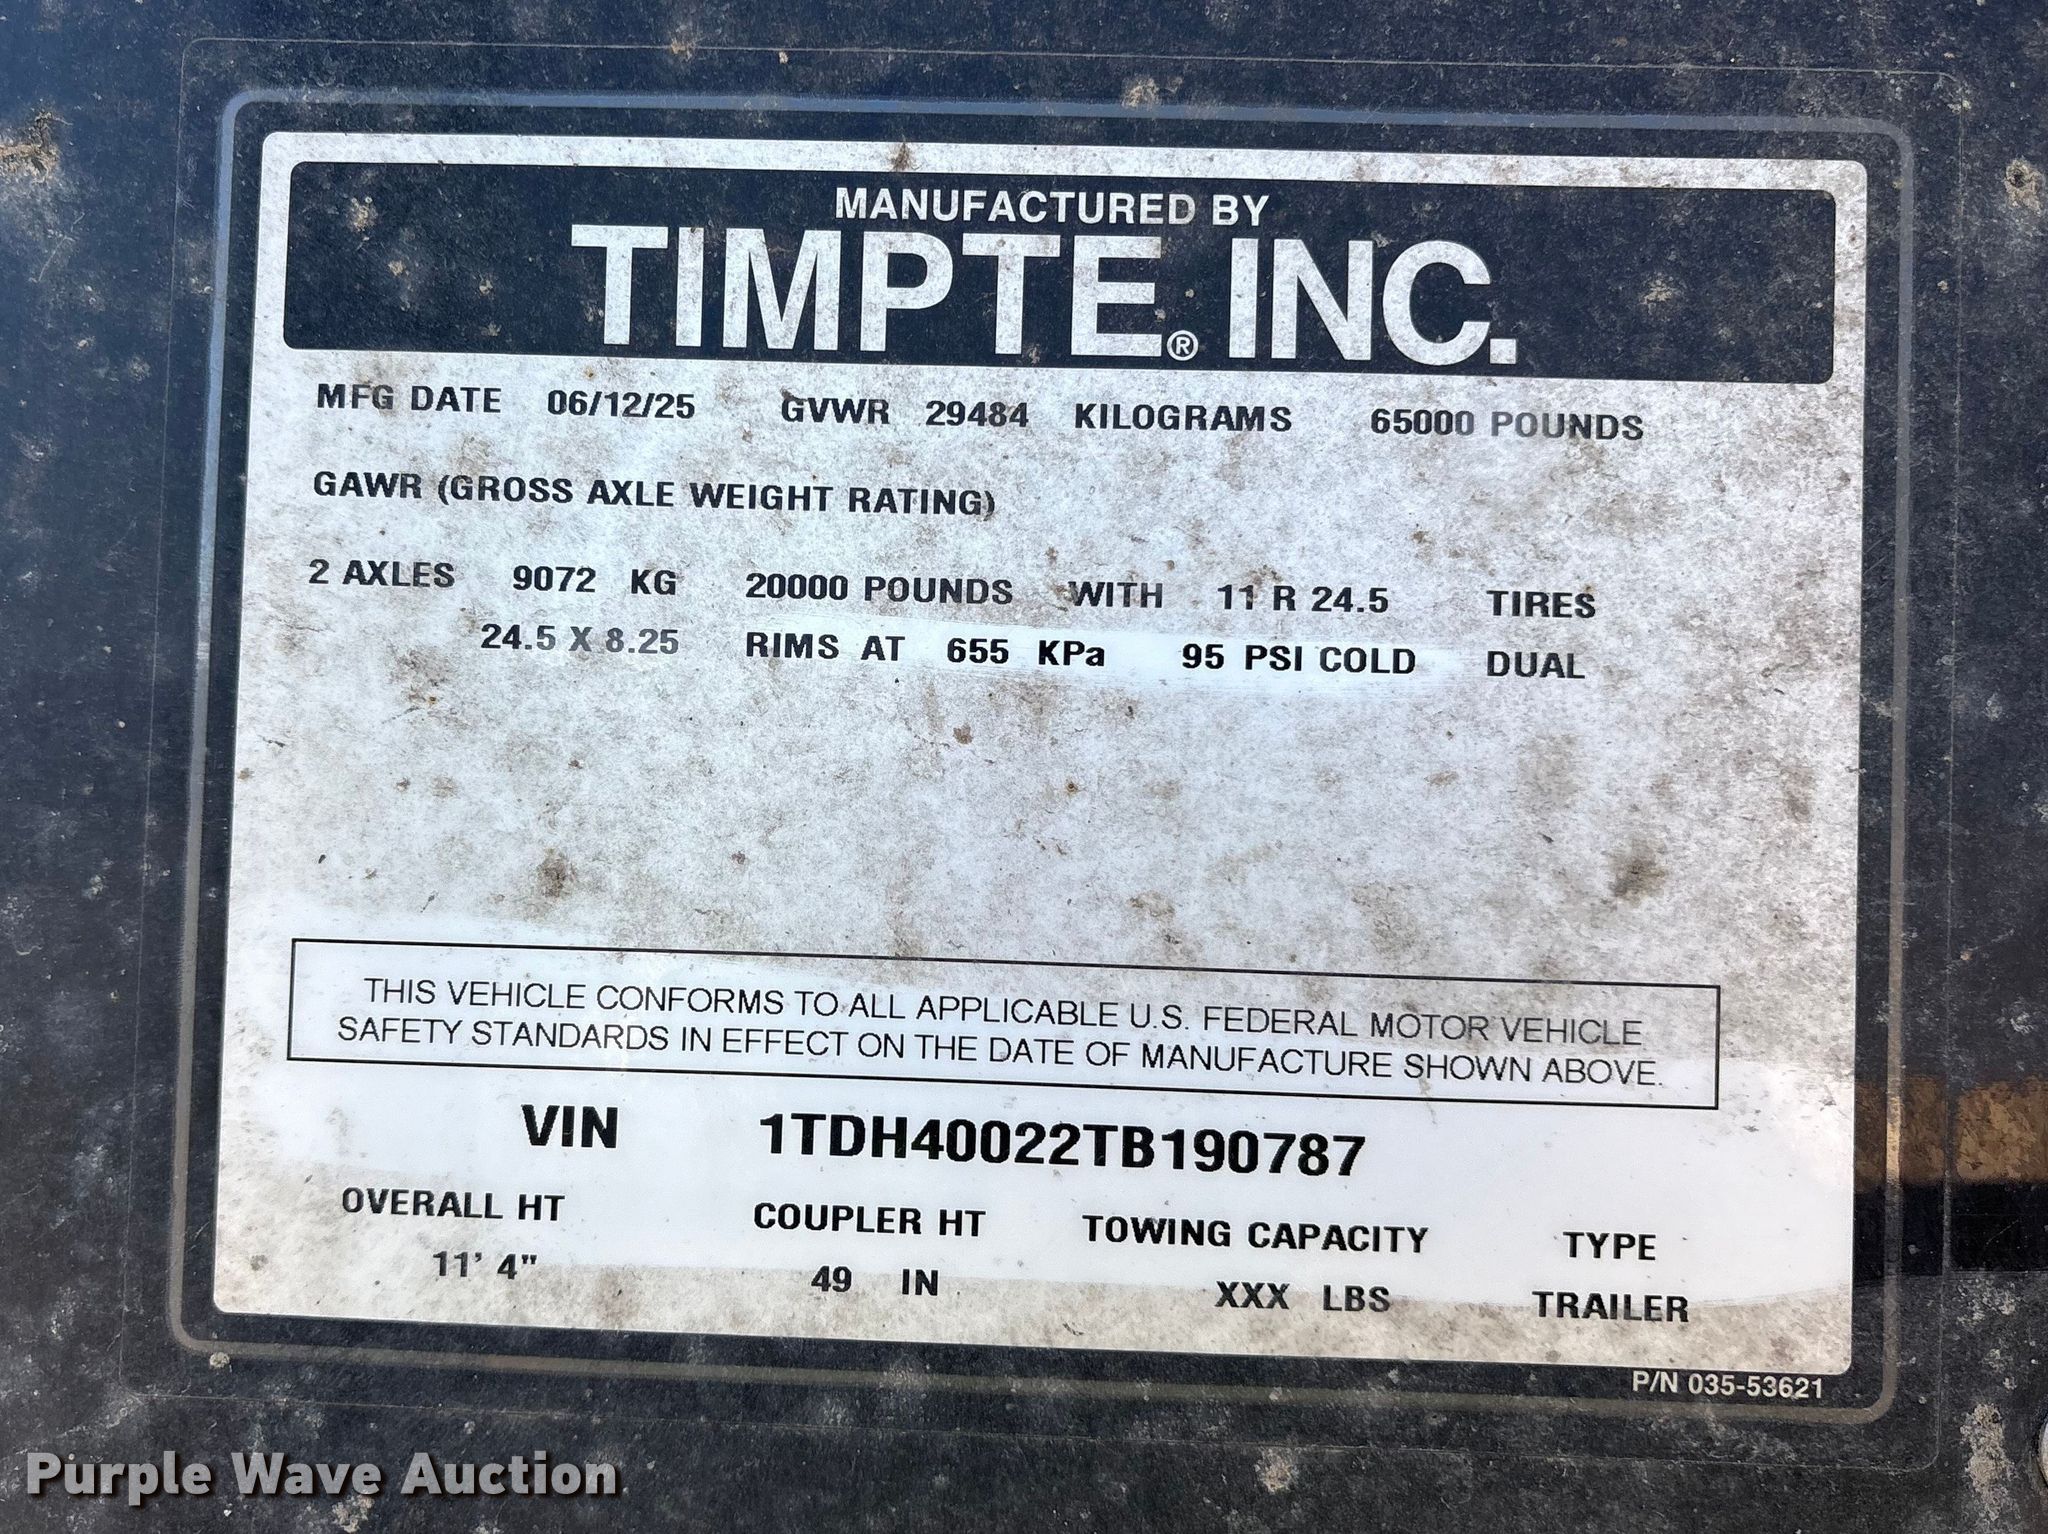 MANUFACTURED BY
TIMPTE® INC.
MFG DATE 06/12/25 GVWR 29484 KILOGRAMS 65000 POUNDS
GAWR (GROSS AXLE WEIGHT RATING)
2 AXLES 9072 KG 20000 POUNDS WITH 11 R 24.5 TIRES
24.5 X 8.25 RIMS AT 655 KPa 95 PSI COLD DUAL
THIS VEHICLE CONFORMS TO ALL APPLICABLE U.S. FEDERAL MOTOR VEHICLE
SAFETY STANDARDS IN EFFECT ON THE DATE OF MANUFACTURE SHOWN ABOVE.
VIN 1TDH40022TB190787
OVERALL HT COUPLER HT TOWING CAPACITY TYPE
11' 4" 49 IN XXX LBS TRAILER
P/N 035-53621
Purple Wave Auction